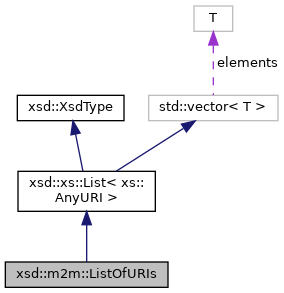 T
elements
xsd::XsdType
std::vector< T >
xsd::xs::List< xs::
AnyURI >
xsd::m2m::ListOfURIs